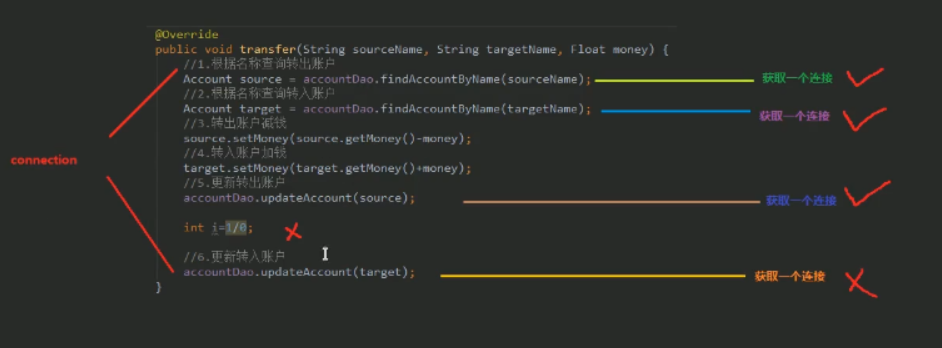 @Override
public void transfer(String sourceName, String targetName, Float money) {
//1.根据名称查询转出账户
Account source = accountDao.findAccountByName(sourceName);
获取一个连接
//2.根据名称查询转入账户
Account target = accountDao.findAccountByName(targetName);
获取一个连接
//3.转出账户减钱
source.setMoney(source.getMoney()-money);
//4.转入账户加钱
connection
target.setMoney(target.getMoney()+money);
//5.更新转出账户
accountDao.updateAccount(source);
获取一个连接
int i=1/0;
//6.更新转入账户
accountDao.updateAccount(target);
获取一个连接
}